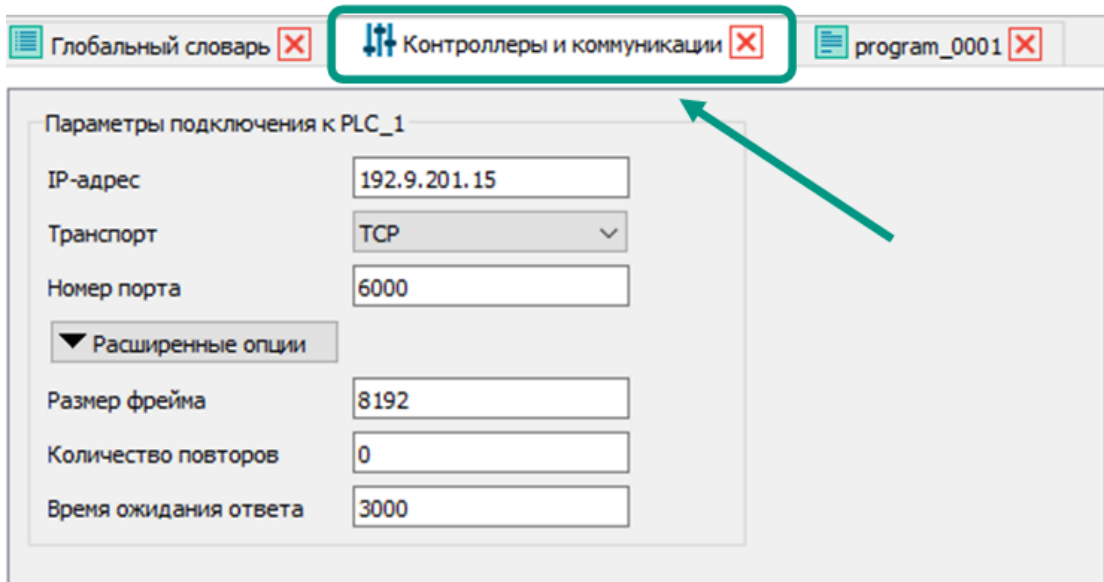 Глобальный словарь Контроллеры и коммуникации program_0001
Параметры подключения к PLC_1
IP-адрес 192.9.201.15
Транспорт TCP
Номер порта 6000
Расширенные опции
Размер фрейма 8192
Количество повторов 0
Время ожидания ответа 3000